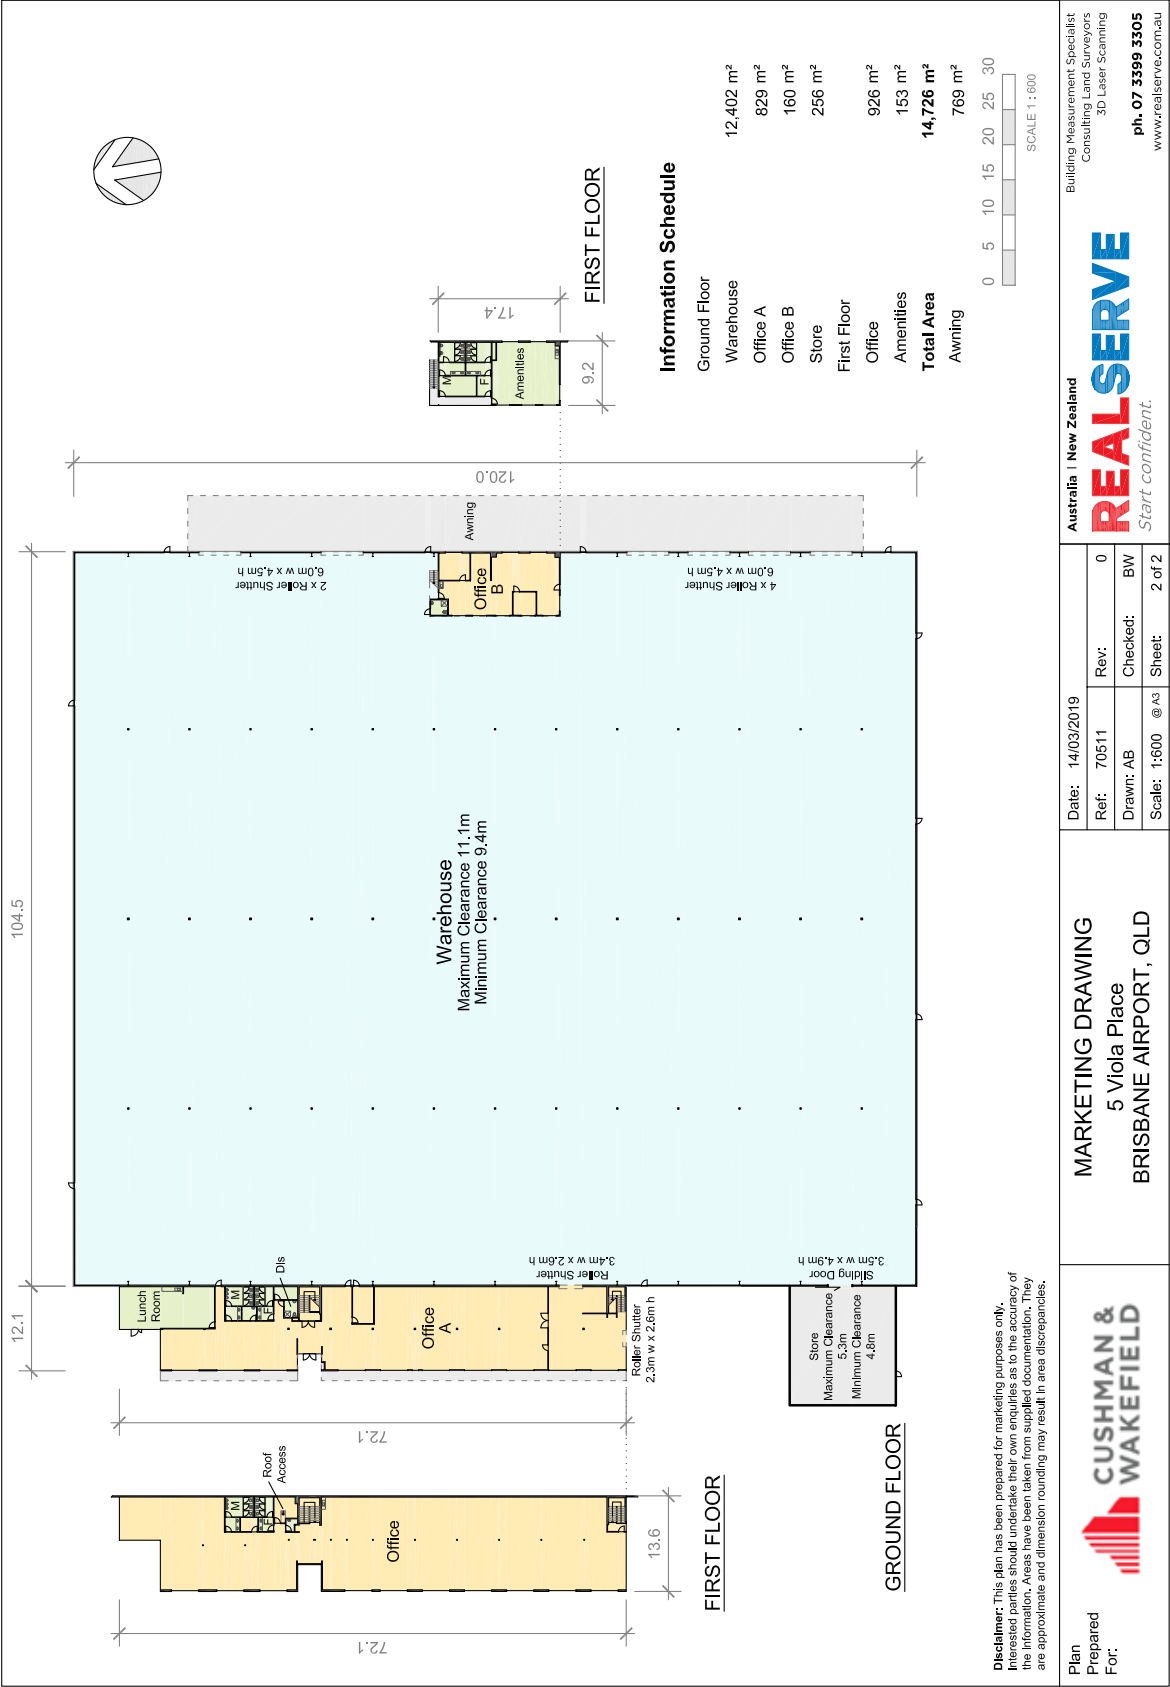 104.5
12.1
120.0
2 x Roller Shutter
6.0m w x 4.5m h
4 x Roller Shutter
6.0m w x 4.5m h
Awning
Office
B
Warehouse
Maximum Clearance 11.1m
Minimum Clearance 9.4m
Lunch
Room
M
F
Dis
Office
A
Roller Shutter
3.4m w x 2.6m h
Roller Shutter
2.3m w x 2.6m h
Sliding Door
3.5m w x 4.9m h
Store
Maximum Clearance
5.3m
Minimum Clearance
4.8m
72.1
GROUND FLOOR
M
F
Roof
Access
Office
72.1
13.6
FIRST FLOOR
M
F
Amenities
17.4
9.2
FIRST FLOOR
Information Schedule
Ground Floor
Warehouse 12,402 m²
Office A 829 m²
Office B 160 m²
Store 256 m²
First Floor
Office 926 m²
Amenities 153 m²
Total Area 14,726 m²
Awning 769 m²
0 5 10 15 20 25 30
SCALE 1 : 600
Disclaimer: This plan has been prepared for marketing purposes only.
Interested parties should undertake their own enquiries as to the accuracy of
the information. Areas have been taken from supplied documentation. They
are approximate and dimension rounding may result in area discrepancies.
Plan
Prepared
For:
CUSHMAN &
WAKEFIELD
MARKETING DRAWING
5 Viola Place
BRISBANE AIRPORT, QLD
Date: 14/03/2019
Ref: 70511 Rev: 0
Drawn: AB Checked: BW
Scale: 1:600 @ A3 Sheet: 2 of 2
Australia | New Zealand
REALSERVE
Start confident.
Building Measurement Specialist
Consulting Land Surveyors
3D Laser Scanning
ph. 07 3399 3305
www.realserve.com.au